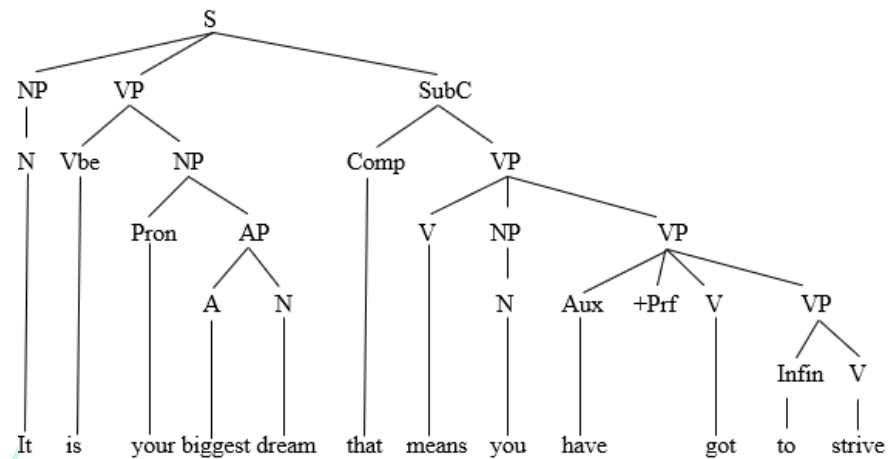 S
NP VP SubC
N Vbe NP Comp VP
Pron AP V NP VP
A N N Aux +Prf V VP
Infin V
It is your biggest dream that means you have got to strive